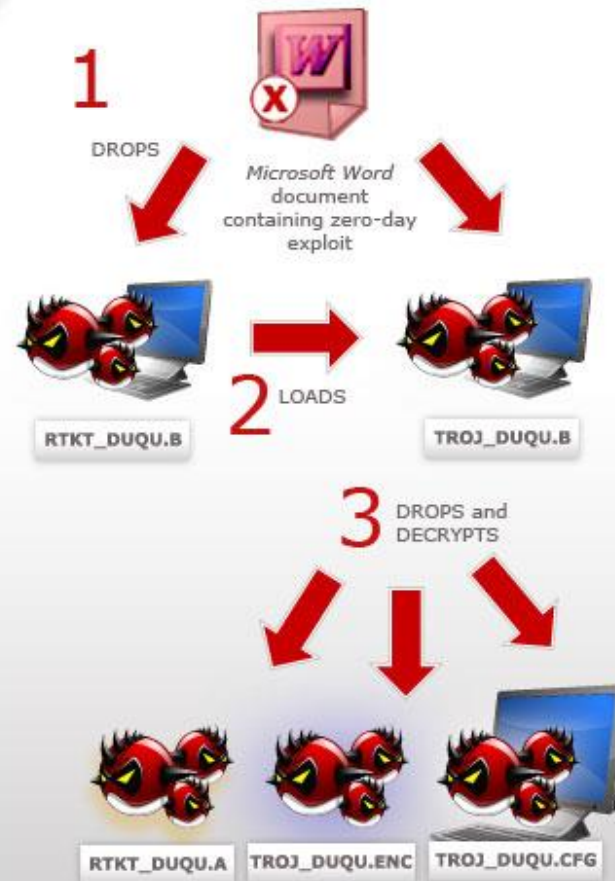 1
W
X
DROPS
Microsoft Word
document
containing zero-day
exploit
2
LOADS
RTKT_DUQU.B
TROJ_DUQU.B
3
DROPS and
DECRYPTS
RTKT_DUQU.A
TROJ_DUQU.ENC
TROJ_DUQU.CFG